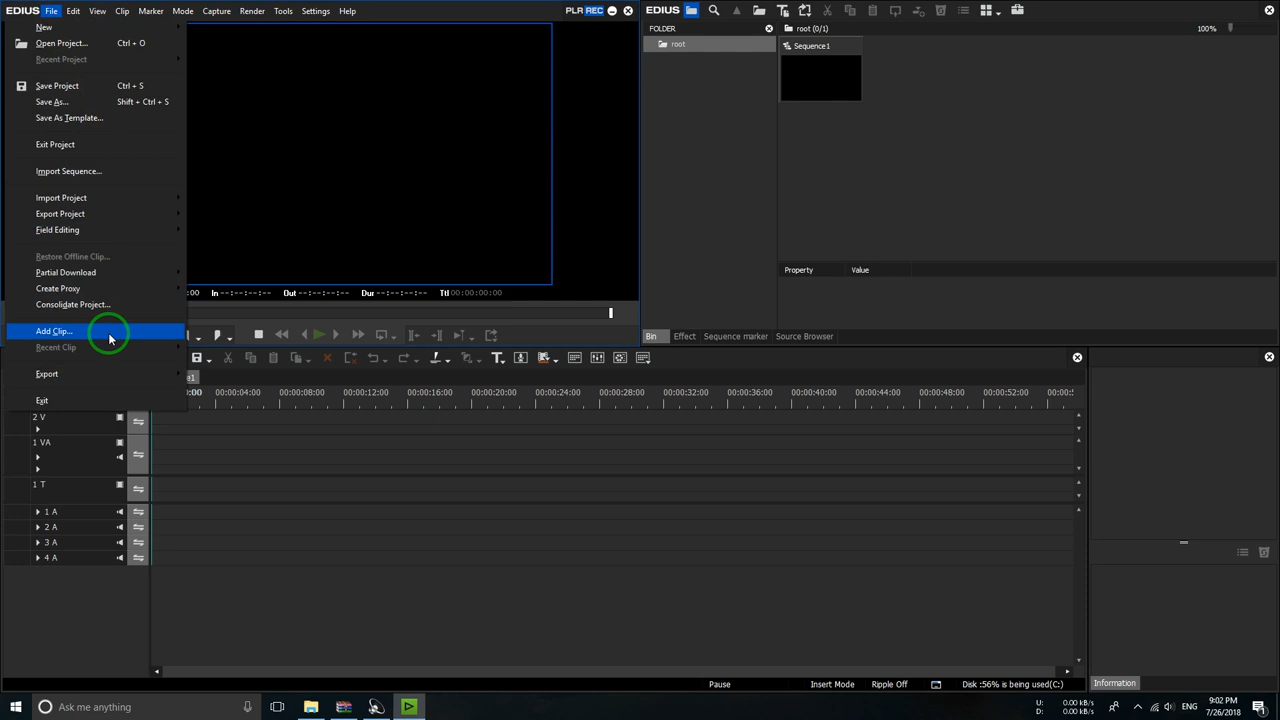 EDIUS File Edit View Clip Marker Mode Capture Render Tools Settings Help
PLR REC
New
Open Project... Ctrl + O
Recent Project
Save Project Ctrl + S
Save As... Shift + Ctrl + S
Save As Template...
Exit Project
Import Sequence...
Import Project
Export Project
Field Editing
Restore Offline Clip...
Partial Download
Create Proxy
Consolidate Project...
Add Clip...
Recent Clip
Export
Exit
In --:--:--:-- Out --:--:--:-- Dur --:--:--:-- Ttl 00:00:00:00
EDIUS
FOLDER
root
root (0/1) 100%
Sequence1
Property Value
Bin Effect Sequence marker Source Browser
00:00:04:00 00:00:08:00 00:00:12:00 00:00:16:00 00:00:20:00 00:00:24:00 00:00:28:00 00:00:32:00 00:00:36:00 00:00:40:00 00:00:44:00 00:00:48:00 00:00:52:00
2 V
1 VA
1 T
1 A
2 A
3 A
4 A
Pause Insert Mode Ripple Off Disk :56% is being used(C:)
Information
Ask me anything
U: 0.00 kB/s
D: 0.00 kB/s
ENG
9:02 PM
7/26/2018